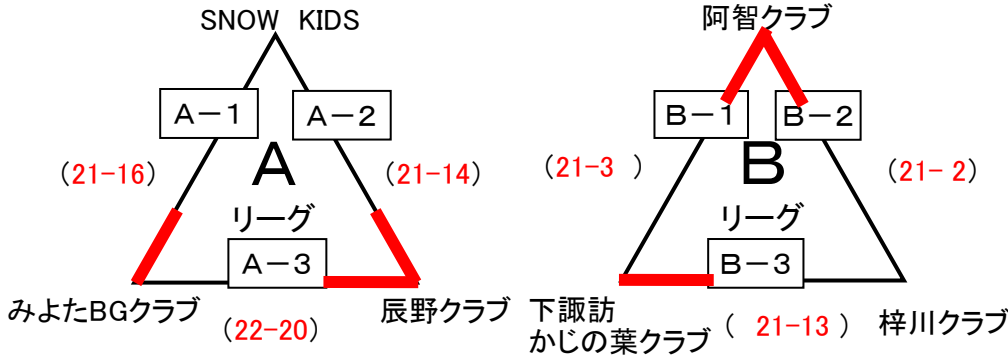 SNOW KIDS
A－1
A－2
(21-16)
A
(21-14)
リーグ
A－3
みよたBGクラブ
辰野クラブ
(22-20)
阿智クラブ
B－1
B－2
(21-3 )
B
(21- 2)
リーグ
B－3
下諏訪
かじの葉クラブ
( 21-13 )
梓川クラブ